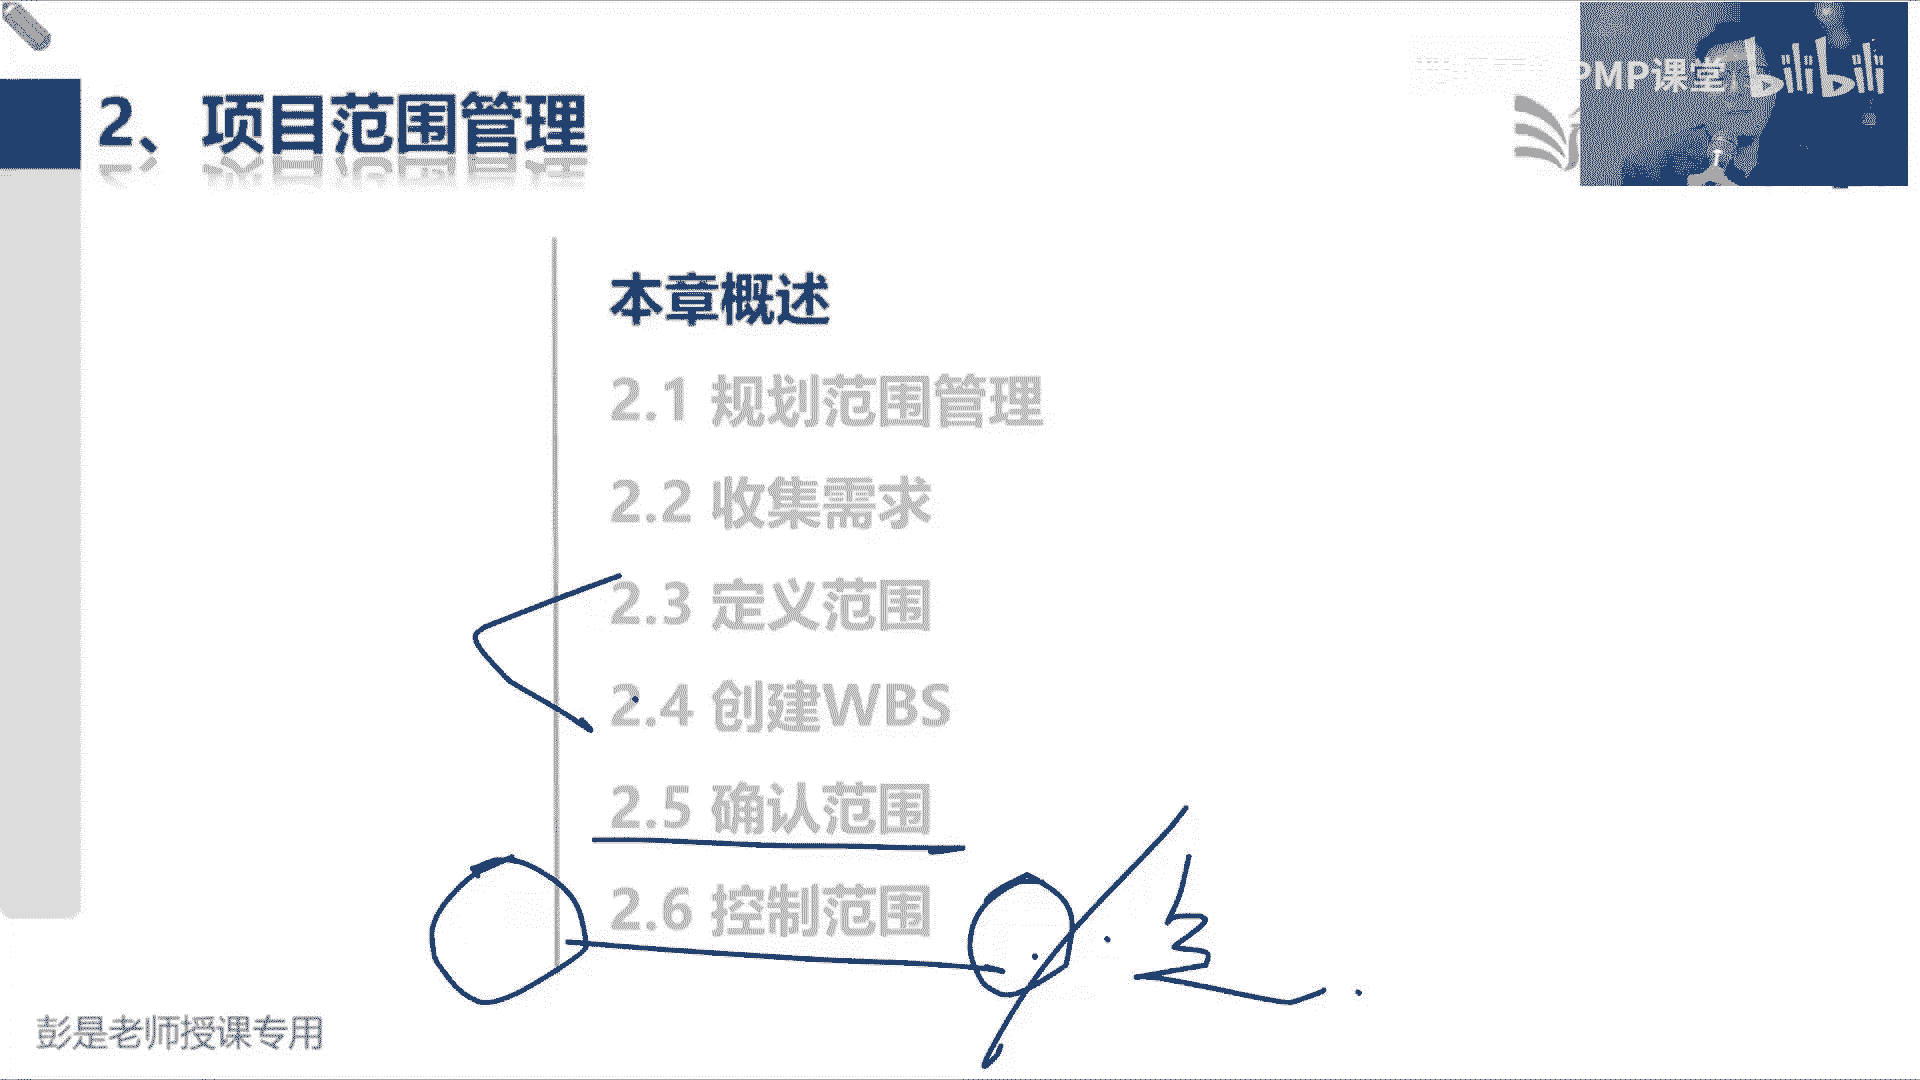 PMP课堂
bilibili
2、项目范围管理
本章概述
2.1 规划范围管理
2.2 收集需求
2.3 定义范围
2.4 创建WBS
2.5 确认范围
2.6 控制范围
彭是老师授课专用